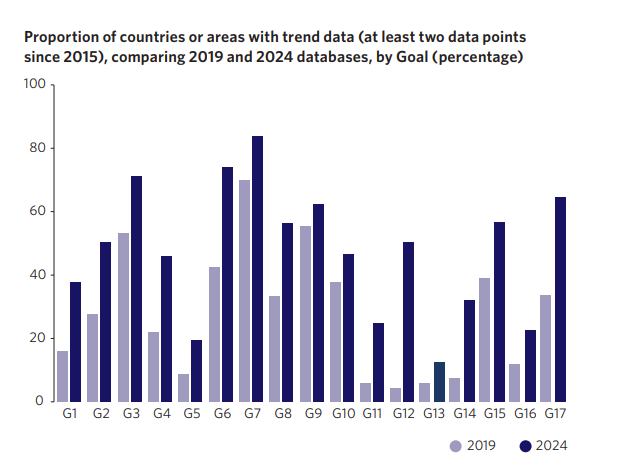 Proportion of countries or areas with trend data (at least two data points
since 2015), comparing 2019 and 2024 databases, by Goal (percentage)
100
80
60
40
20
0
G1 G2 G3 G4 G5 G6 G7 G8 G9 G10 G11 G12 G13 G14 G15 G16 G17
2019 2024